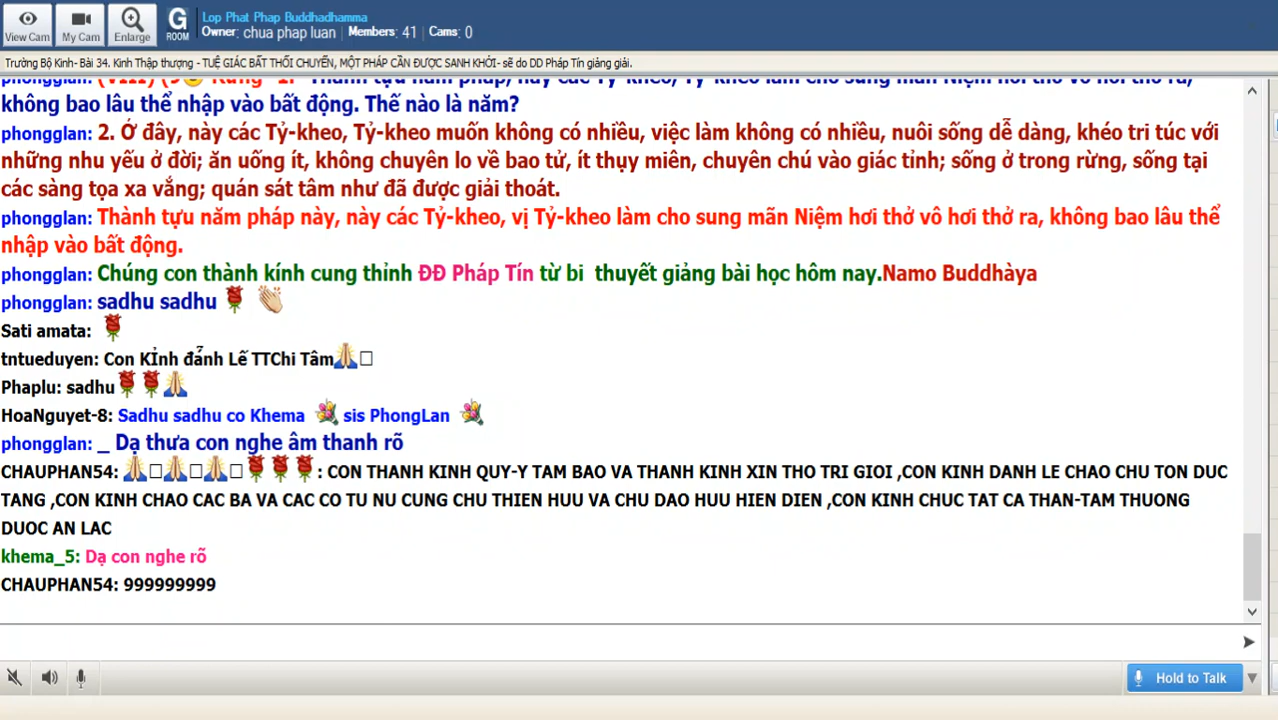 Lop Phat Phap Buddhadhamma
Owner: chua phap luan Members: 41 Cams: 0
View Cam My Cam Enlarge G ROOM
Trường Bộ Kinh- Bài 34. Kinh Thập thượng - TUỆ GIÁC BẤT THỐI CHUYỂN, MỘT PHÁP CẦN ĐƯỢC SANH KHỞI- sẽ do DD Pháp Tín giảng giải.
không bao lâu thể nhập vào bất động. Thế nào là năm?
phongglan: 2. Ở đây, này các Tỷ-kheo, Tỷ-kheo muốn không có nhiều, việc làm không có nhiều, nuôi sống dễ dàng, khéo tri túc với
những nhu yếu ở đời; ăn uống ít, không chuyên lo về bao tử, ít thụy miên, chuyên chú vào giác tỉnh; sống ở trong rừng, sống tại
các sàng tọa xa vắng; quán sát tâm như đã được giải thoát.
phongglan: Thành tựu năm pháp này, này các Tỷ-kheo, vị Tỷ-kheo làm cho sung mãn Niệm hơi thở vô hơi thở ra, không bao lâu thể
nhập vào bất động.
phongglan: Chúng con thành kính cung thỉnh ĐĐ Pháp Tín từ bi thuyết giảng bài học hôm nay.Namo Buddhàya
phongglan: sadhu sadhu 🌹 👏
Sati amata: 🌹
tntueduyen: Con KỈnh đảnh Lế TTChi Tâm🙏□
Phaplu: sadhu🌹🌹🙏
HoaNguyet-8: Sadhu sadhu co Khema 💐 sis PhongLan 💐
phongglan: _ Dạ thưa con nghe âm thanh rõ
CHAUPHAN54: 🙏□🙏□🙏□🌹🌹🌹: CON THANH KINH QUY-Y TAM BAO VA THANH KINH XIN THO TRI GIOI ,CON KINH DANH LE CHAO CHU TON DUC
TANG ,CON KINH CHAO CAC BA VA CAC CO TU NU CUNG CHU THIEN HUU VA CHU DAO HUU HIEN DIEN ,CON KINH CHUC TAT CA THAN-TAM THUONG
DUOC AN LAC
khema_5: Dạ con nghe rõ
CHAUPHAN54: 999999999
Hold to Talk